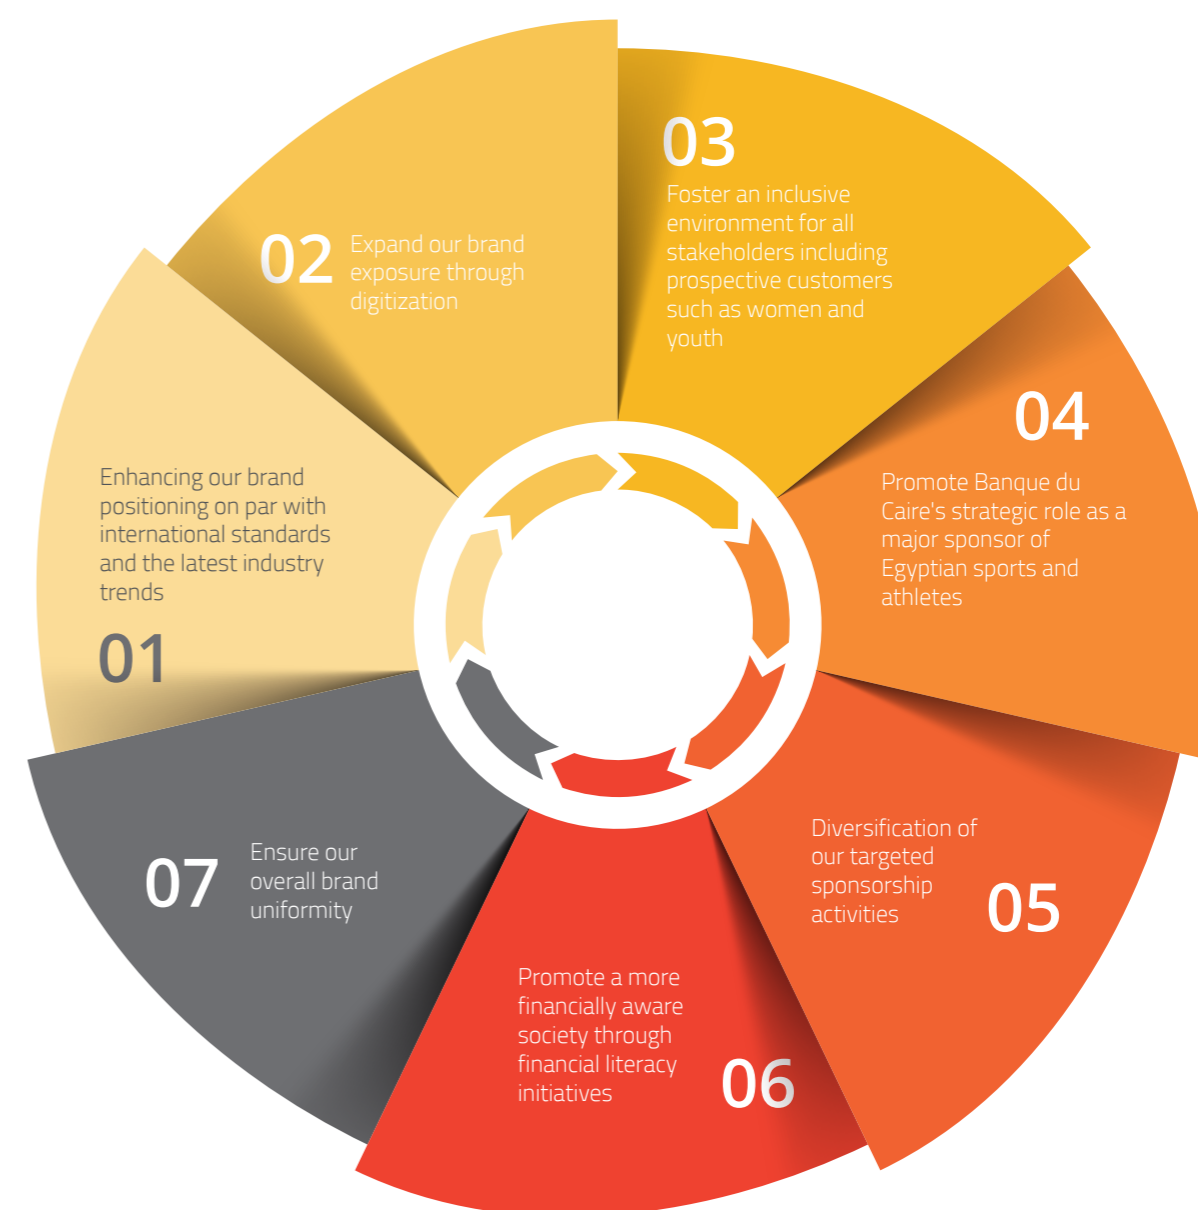 Enhancing our brand
positioning on par with
international standards
and the latest industry
trends
01
02
Expand our brand
exposure through
digitization
03
Foster an inclusive
environment for all
stakeholders including
prospective customers
such as women and
youth
04
Promote Banque du
Caire's strategic role as a
major sponsor of
Egyptian sports and
athletes
Diversification of
our targeted
sponsorship
activities
05
Promote a more
financially aware
society through
financial literacy
initiatives
06
07
Ensure our
overall brand
uniformity